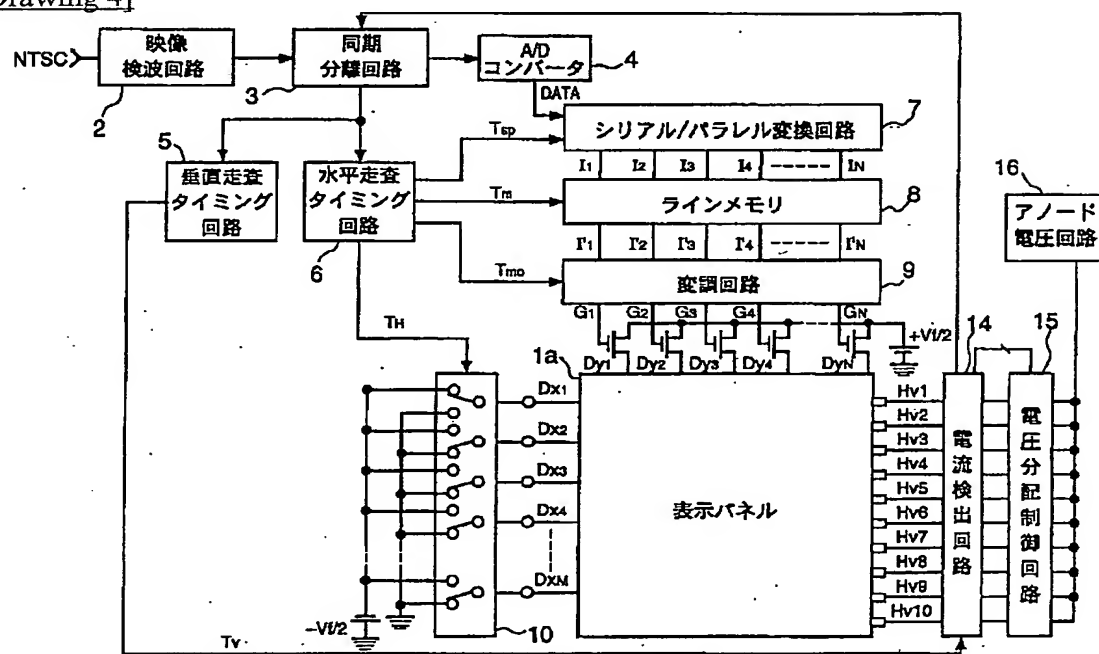 Drawing 4]
NTSC
映像
検波回路
2
同期
分離回路
3
A/D
コンバータ
4
DATA
シリアル/パラレル変換回路
7
5
垂直走査
タイミング
回路
水平走査
タイミング
回路
6
Tsp
Tm
Tmo
TH
I1 I2 I3 I4 IN
ラインメモリ
8
I'1 I'2 I'3 I'4 I'N
変調回路
9
16
アノード
電圧回路
G1 G2 G3 G4 GN
+Vf/2
14
15
1a
Dy1 Dy2 Dy3 Dy4 DyN
Dx1
Dx2
Dx3
Dx4
DxM
表示パネル
Hv1
Hv2
Hv3
Hv4
Hv5
Hv6
Hv7
Hv8
Hv9
Hv10
電流検出回路
電圧分配制御回路
-Vf/2
10
Tv